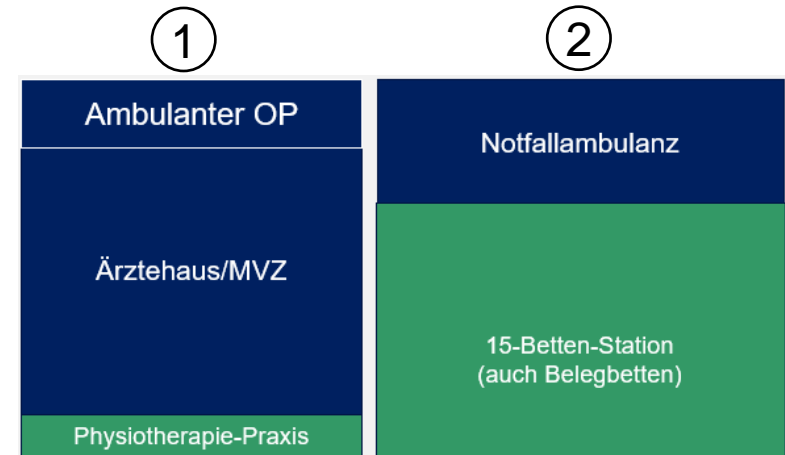 1
Ambulanter OP
Ärztehaus/MVZ
Physiotherapie-Praxis
2
Notfallambulanz
15-Betten-Station
(auch Belegbetten)